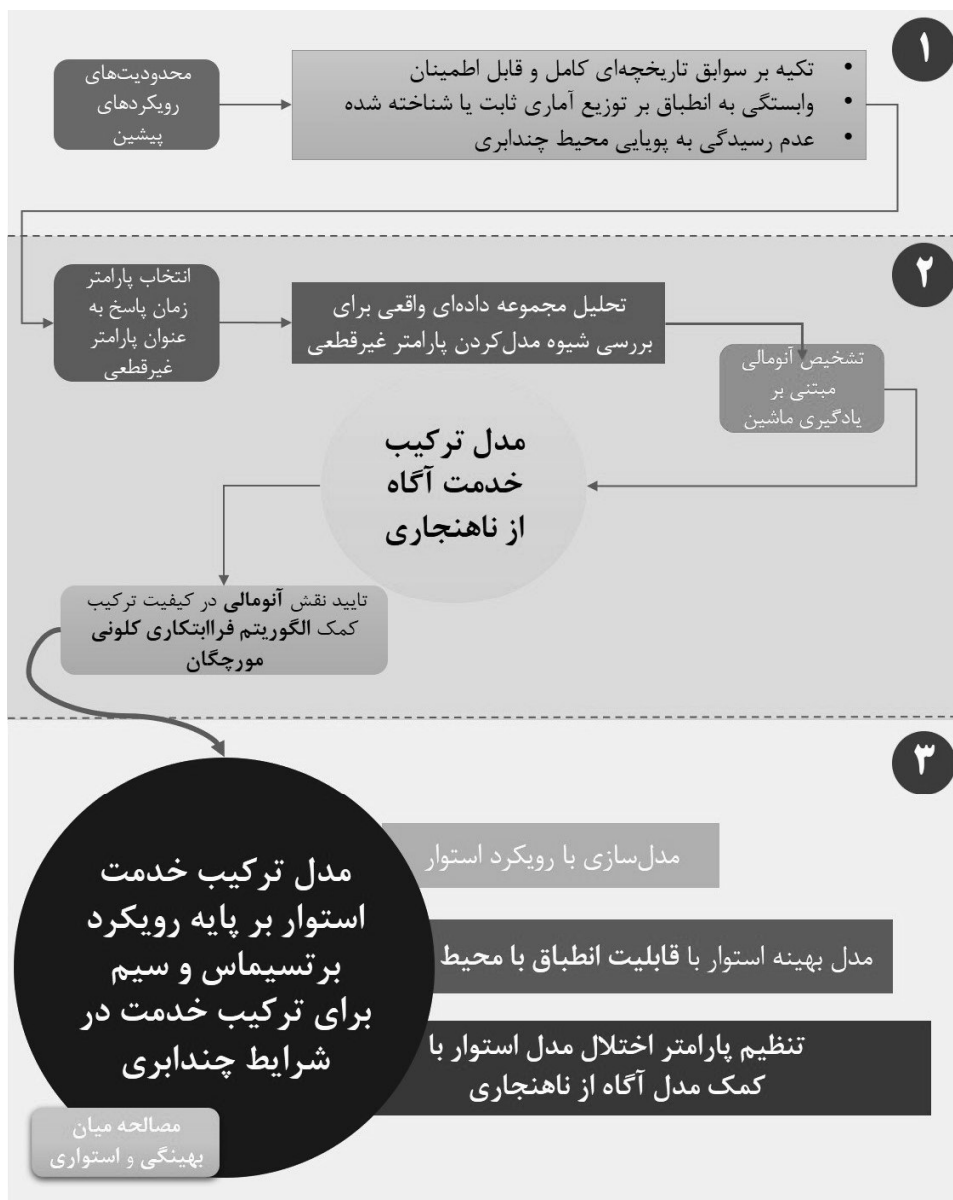 ۱
محدودیت‌های
رویکردهای
پیشین
• تکیه بر سوابق تاریخچه‌ای کامل و قابل اطمینان
• وابستگی به انطباق بر توزیع آماری ثابت یا شناخته شده
• عدم رسیدگی به پویایی محیط چندابری
۲
انتخاب پارامتر
زمان پاسخ به
عنوان پارامتر
غیرقطعی
تحلیل مجموعه داده‌ای واقعی برای
بررسی شیوه مدل‌کردن پارامتر غیرقطعی
تشخیص آنومالی
مبتنی بر
یادگیری ماشین
مدل ترکیب
خدمت آگاه
از ناهنجاری
تایید نقش آنومالی در کیفیت ترکیب
کمک الگوریتم فراابتکاری کلونی
مورچگان
۳
مدل‌سازی با رویکرد استوار
مدل بهینه استوار با قابلیت انطباق با محیط
تنظیم پارامتر اختلال مدل استوار با
کمک مدل آگاه از ناهنجاری
مدل ترکیب خدمت
استوار بر پایه رویکرد
برتسیماس و سیم
برای ترکیب خدمت در
شرایط چندابری
مصالحه میان
بهینگی و استواری